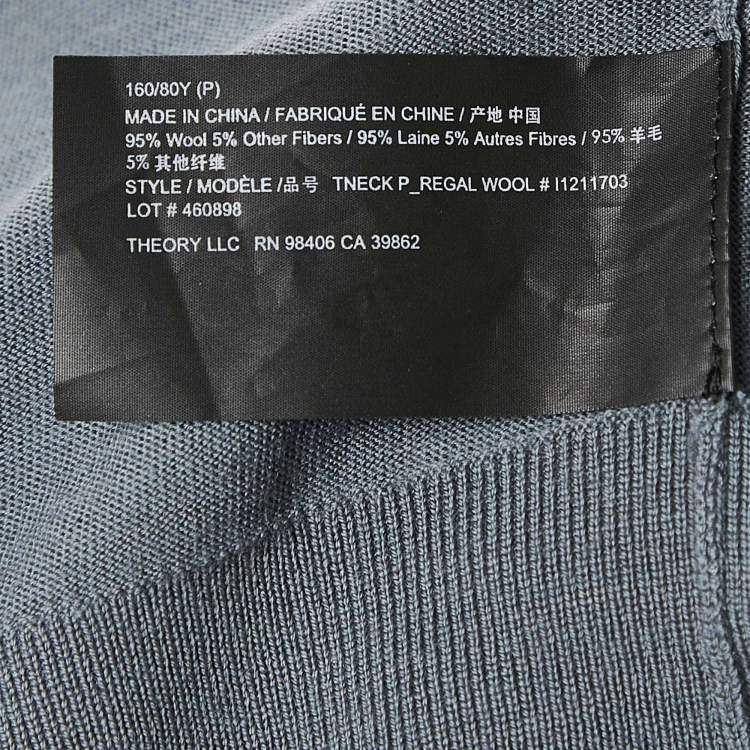 160/80Y (P)
MADE IN CHINA / FABRIQUÉ EN CHINE / 产地 中国
95% Wool 5% Other Fibers / 95% Laine 5% Autres Fibres / 95% 羊毛
5% 其他纤维
STYLE / MODÈLE /品号 TNECK P_REGAL WOOL # I1211703
LOT # 460898
THEORY LLC RN 98406 CA 39862